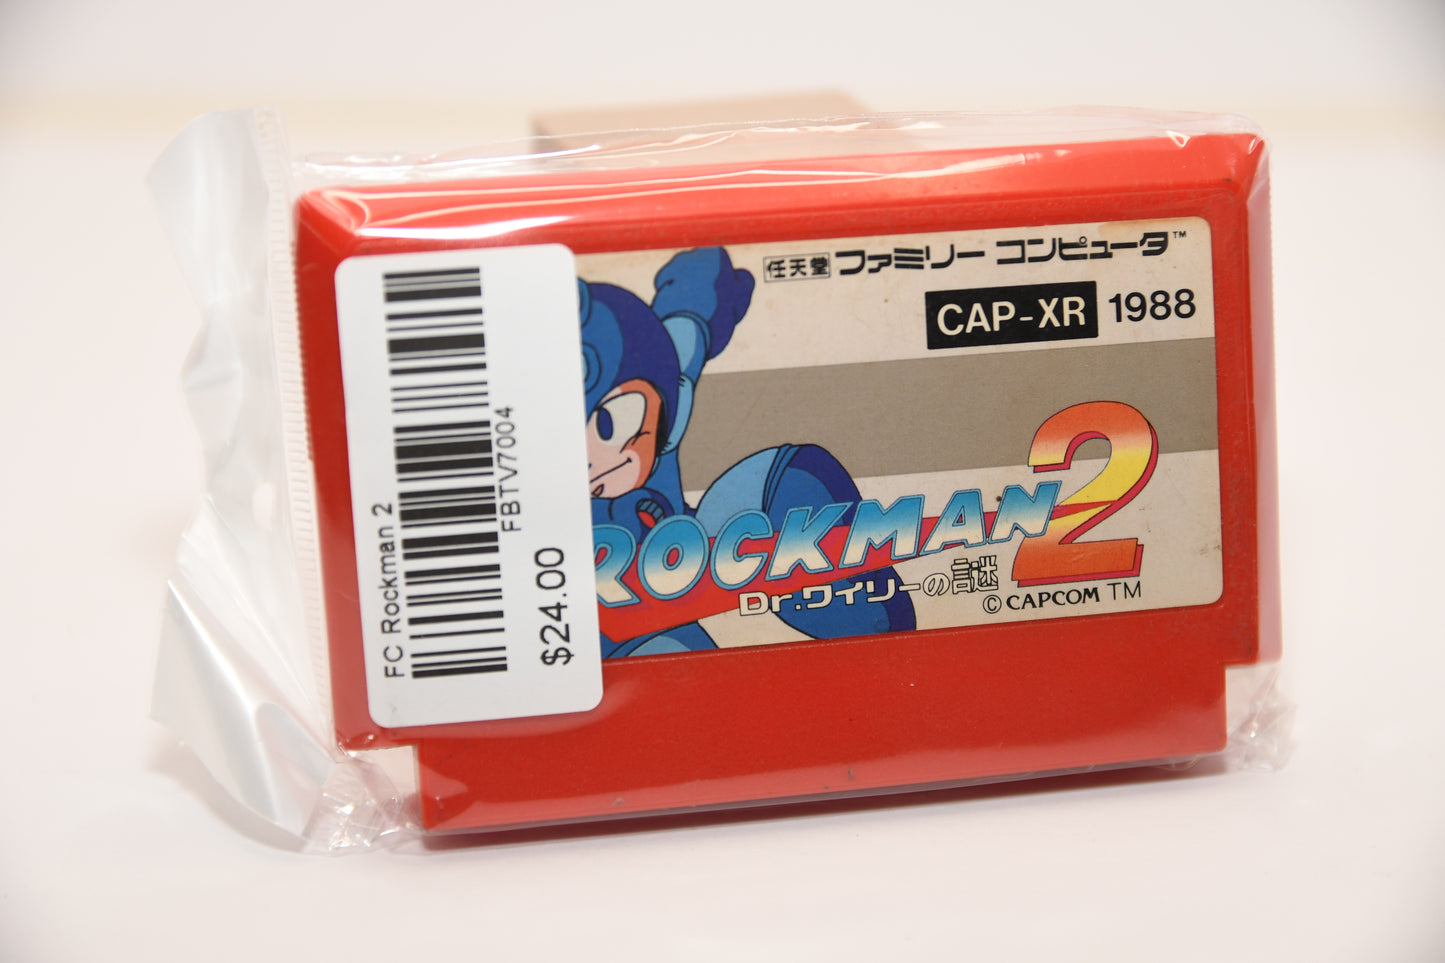 FC Rockman 2
FBTV7004
$24.00
任天堂 ファミリー コンピュータ™
CAP-XR 1988
ROCKMAN 2
Dr.ワイリーの謎
© CAPCOM TM